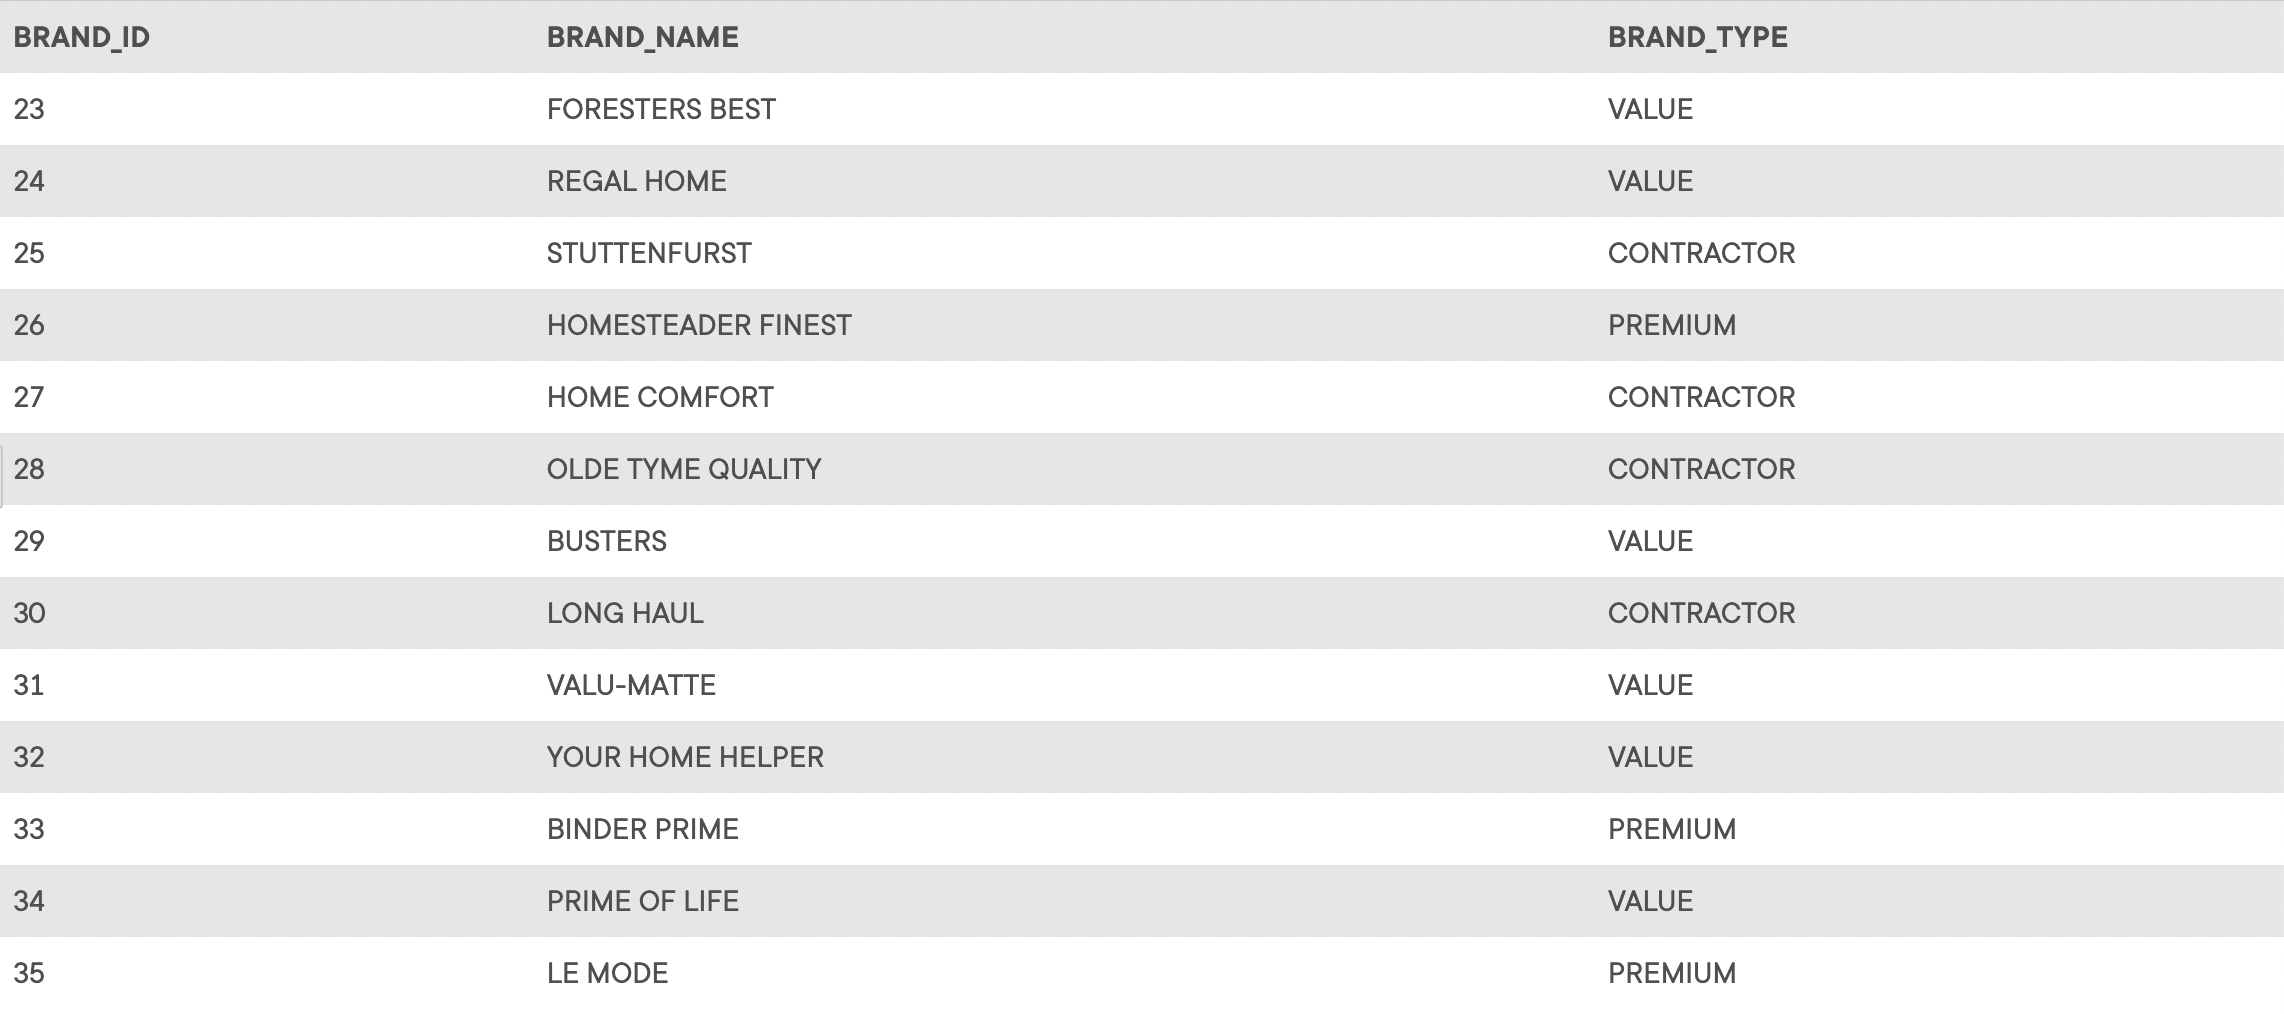 BRAND_ID BRAND_NAME BRAND_TYPE
23 FORESTERS BEST VALUE
24 REGAL HOME VALUE
25 STUTTENFURST CONTRACTOR
26 HOMESTEADER FINEST PREMIUM
27 HOME COMFORT CONTRACTOR
28 OLDE TYME QUALITY CONTRACTOR
29 BUSTERS VALUE
30 LONG HAUL CONTRACTOR
31 VALU-MATTE VALUE
32 YOUR HOME HELPER VALUE
33 BINDER PRIME PREMIUM
34 PRIME OF LIFE VALUE
35 LE MODE PREMIUM